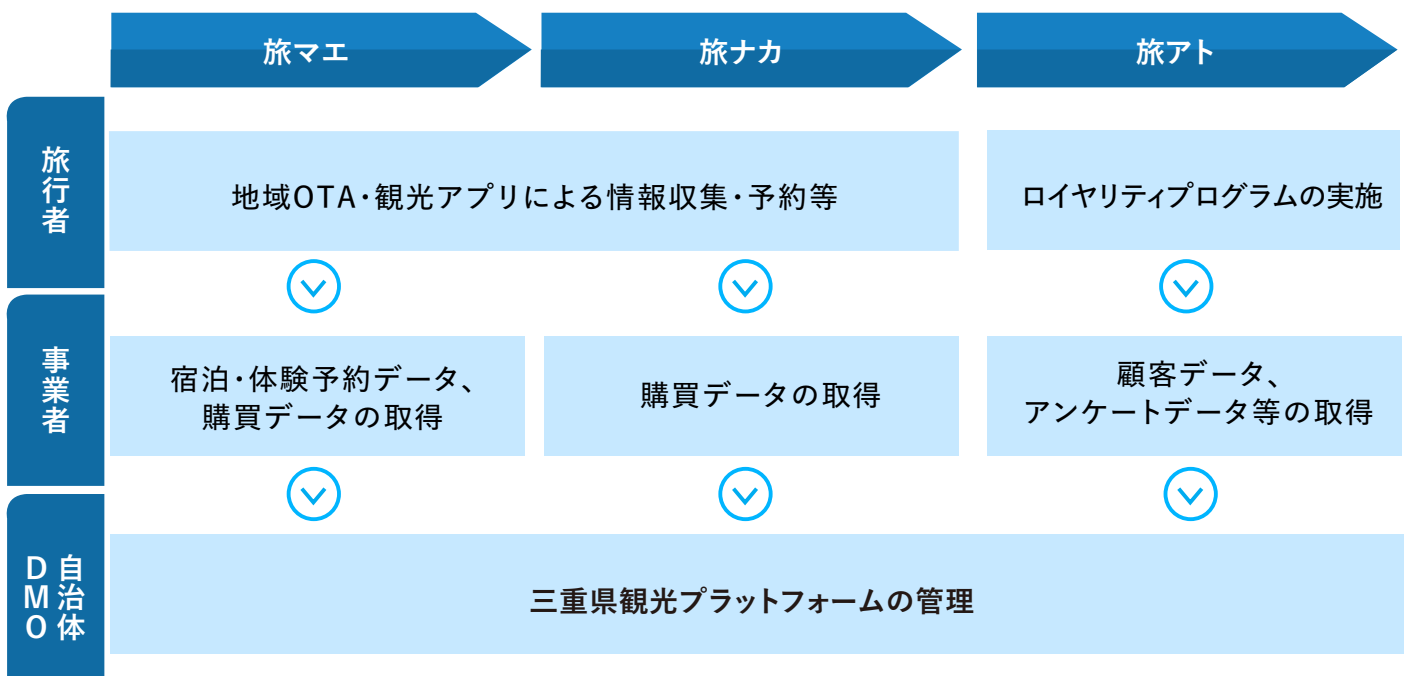 旅マエ
旅ナカ
旅アト
旅行者
地域OTA・観光アプリによる情報収集・予約等
ロイヤリティプログラムの実施
事業者
宿泊・体験予約データ、
購買データの取得
購買データの取得
顧客データ、
アンケートデータ等の取得
自治体
DMO
三重県観光プラットフォームの管理